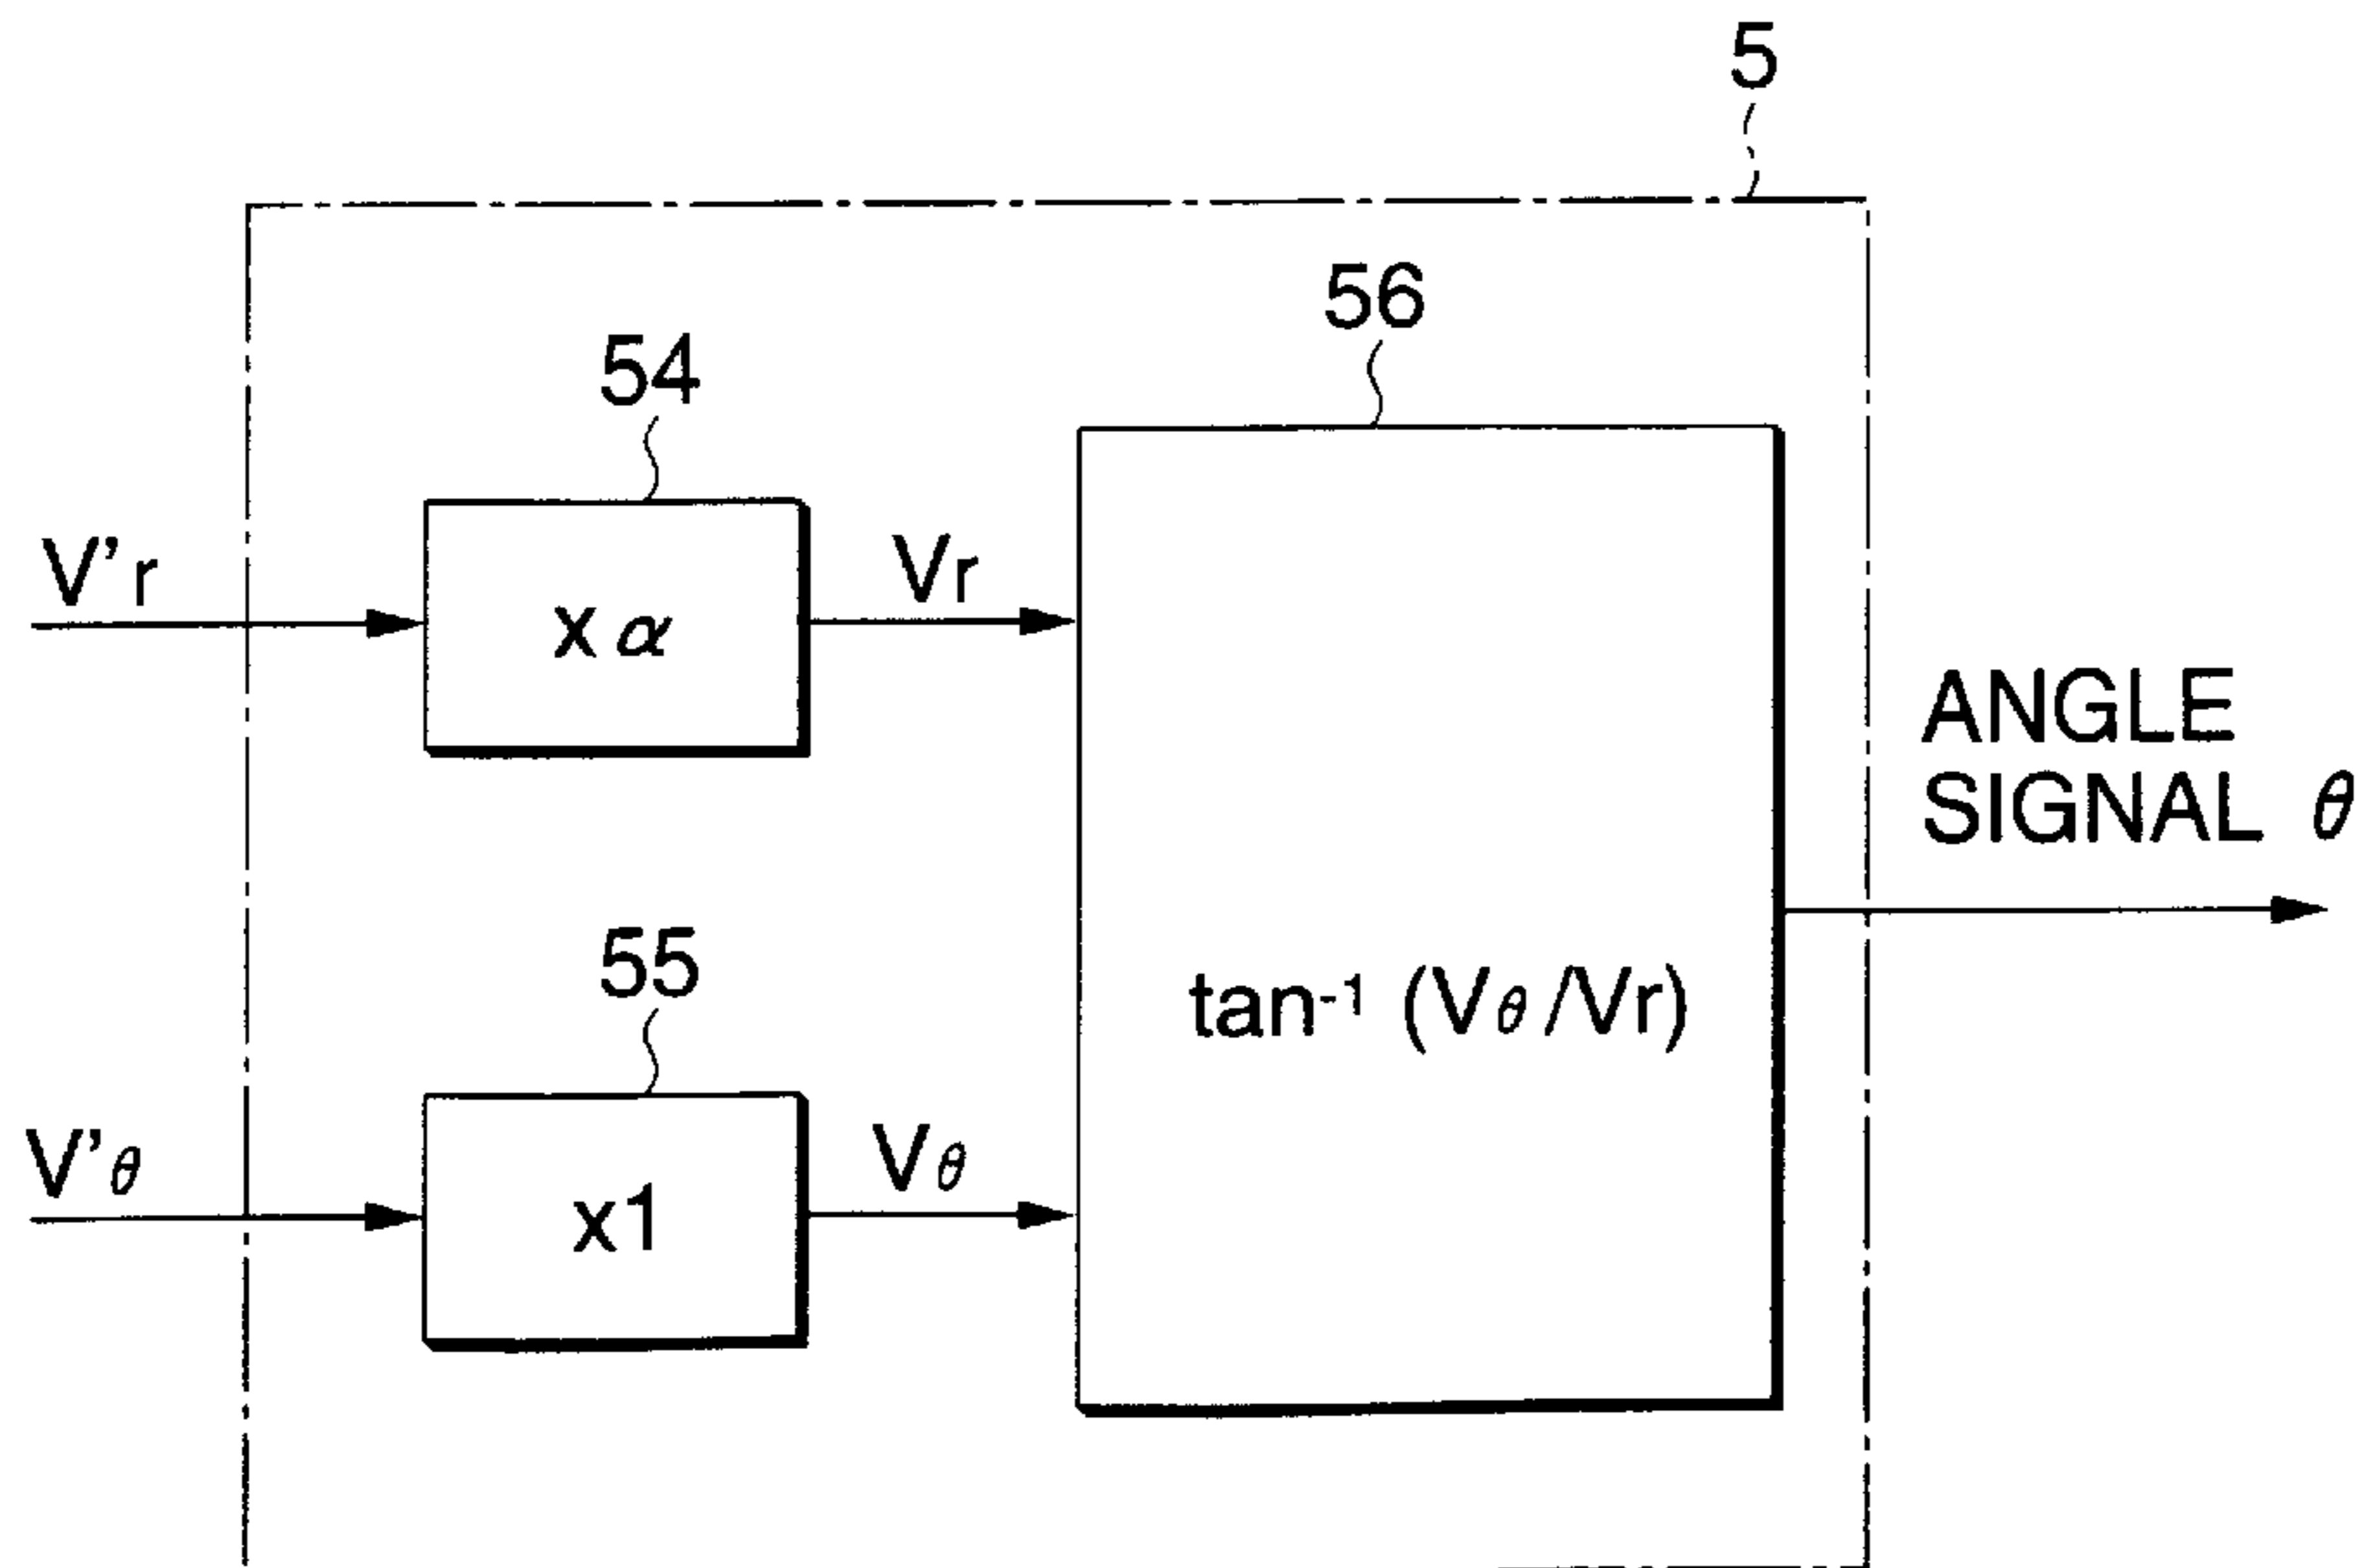 5
56
54
V'r
x α
Vr
ANGLE
SIGNAL θ
55
tan-1 (Vθ/Vr)
V'θ
x1
Vθ